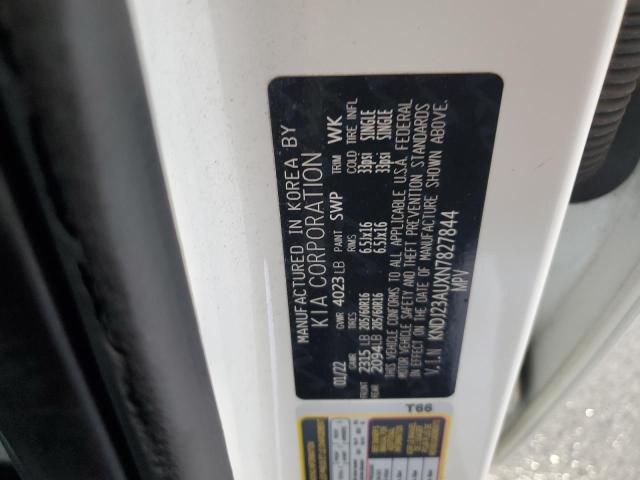 MANUFACTURED IN KOREA BY
KIA CORPORATION
01/22 GVWR 4023 LB PAINT SWP TRIM WK
TIRES RIMS COLD TIRE INFL
FRONT 2315 LB 205/60R16 6.5Jx16 33psi SINGLE
REAR 2094 LB 205/60R16 6.5Jx16 33psi SINGLE
THIS VEHICLE CONFORMS TO ALL APPLICABLE U.S.A. FEDERAL
MOTOR VEHICLE SAFETY AND THEFT PREVENTION STANDARDS
IN EFFECT ON THE DATE OF MANUFACTURE SHOWN ABOVE.
V.I.N KNDJ23AUXN7827844
MPV
T66